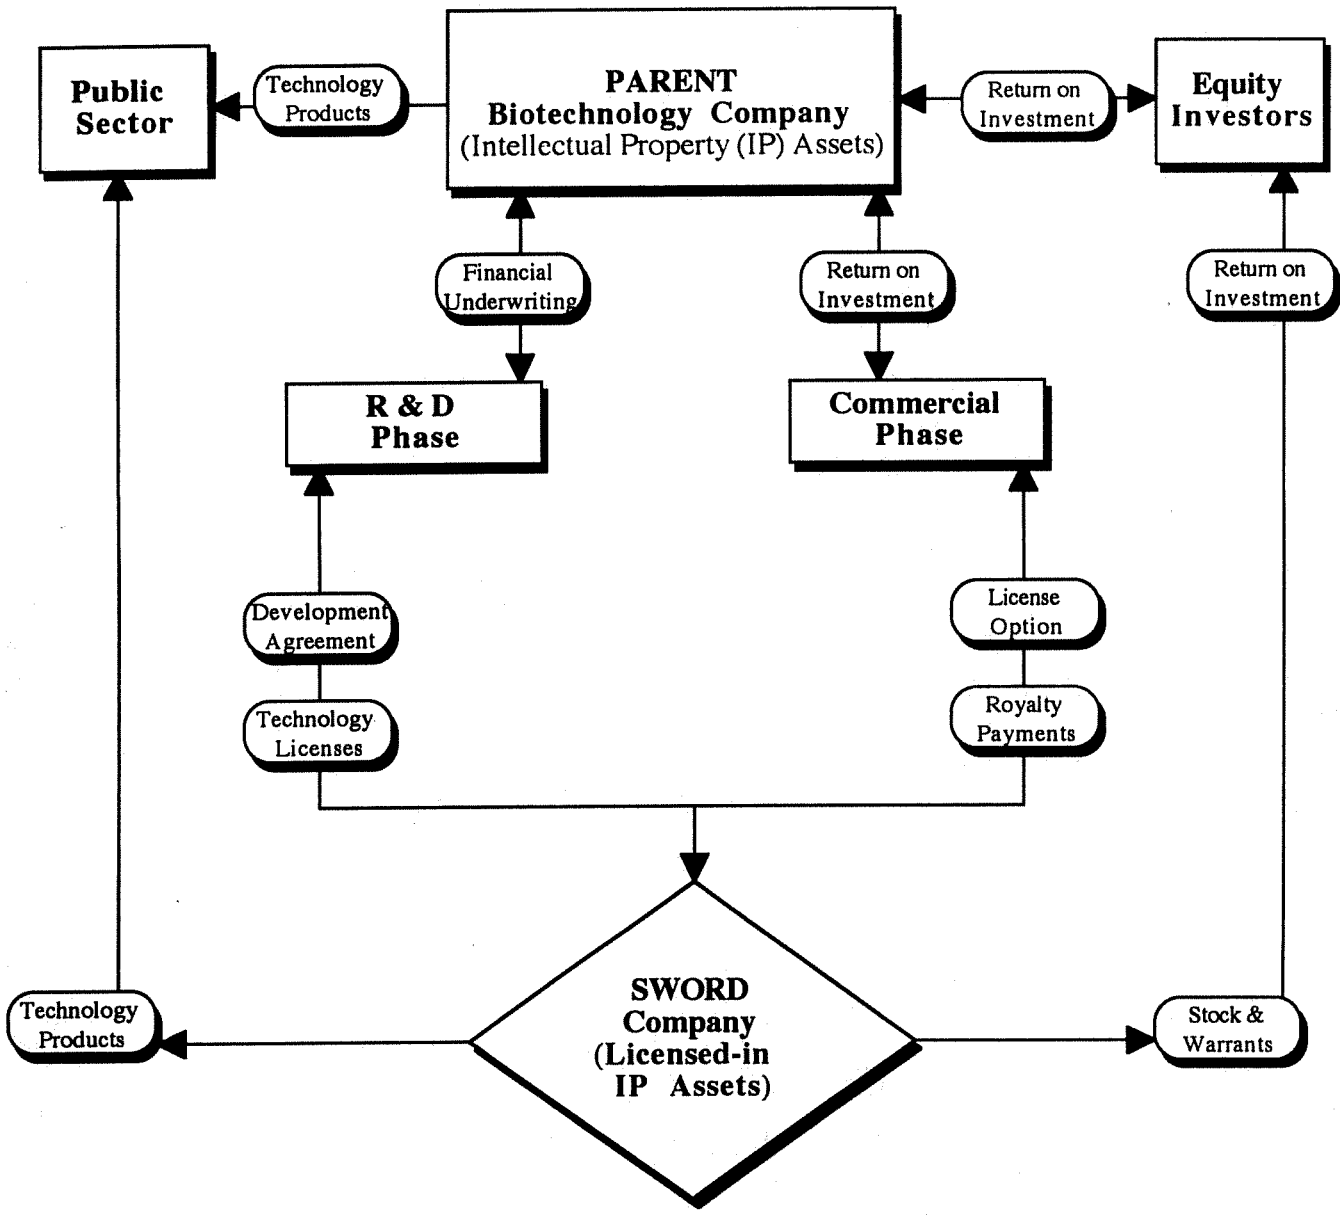 Public
Sector
Technology
Products
PARENT
Biotechnology Company
(Intellectual Property (IP) Assets)
Return on
Investment
Equity
Investors
Financial
Underwriting
Return on
Investment
Return on
Investment
R & D
Phase
Commercial
Phase
Development
Agreement
License
Option
Technology
Licenses
Royalty
Payments
Technology
Products
SWORD
Company
(Licensed-in
IP Assets)
Stock &
Warrants